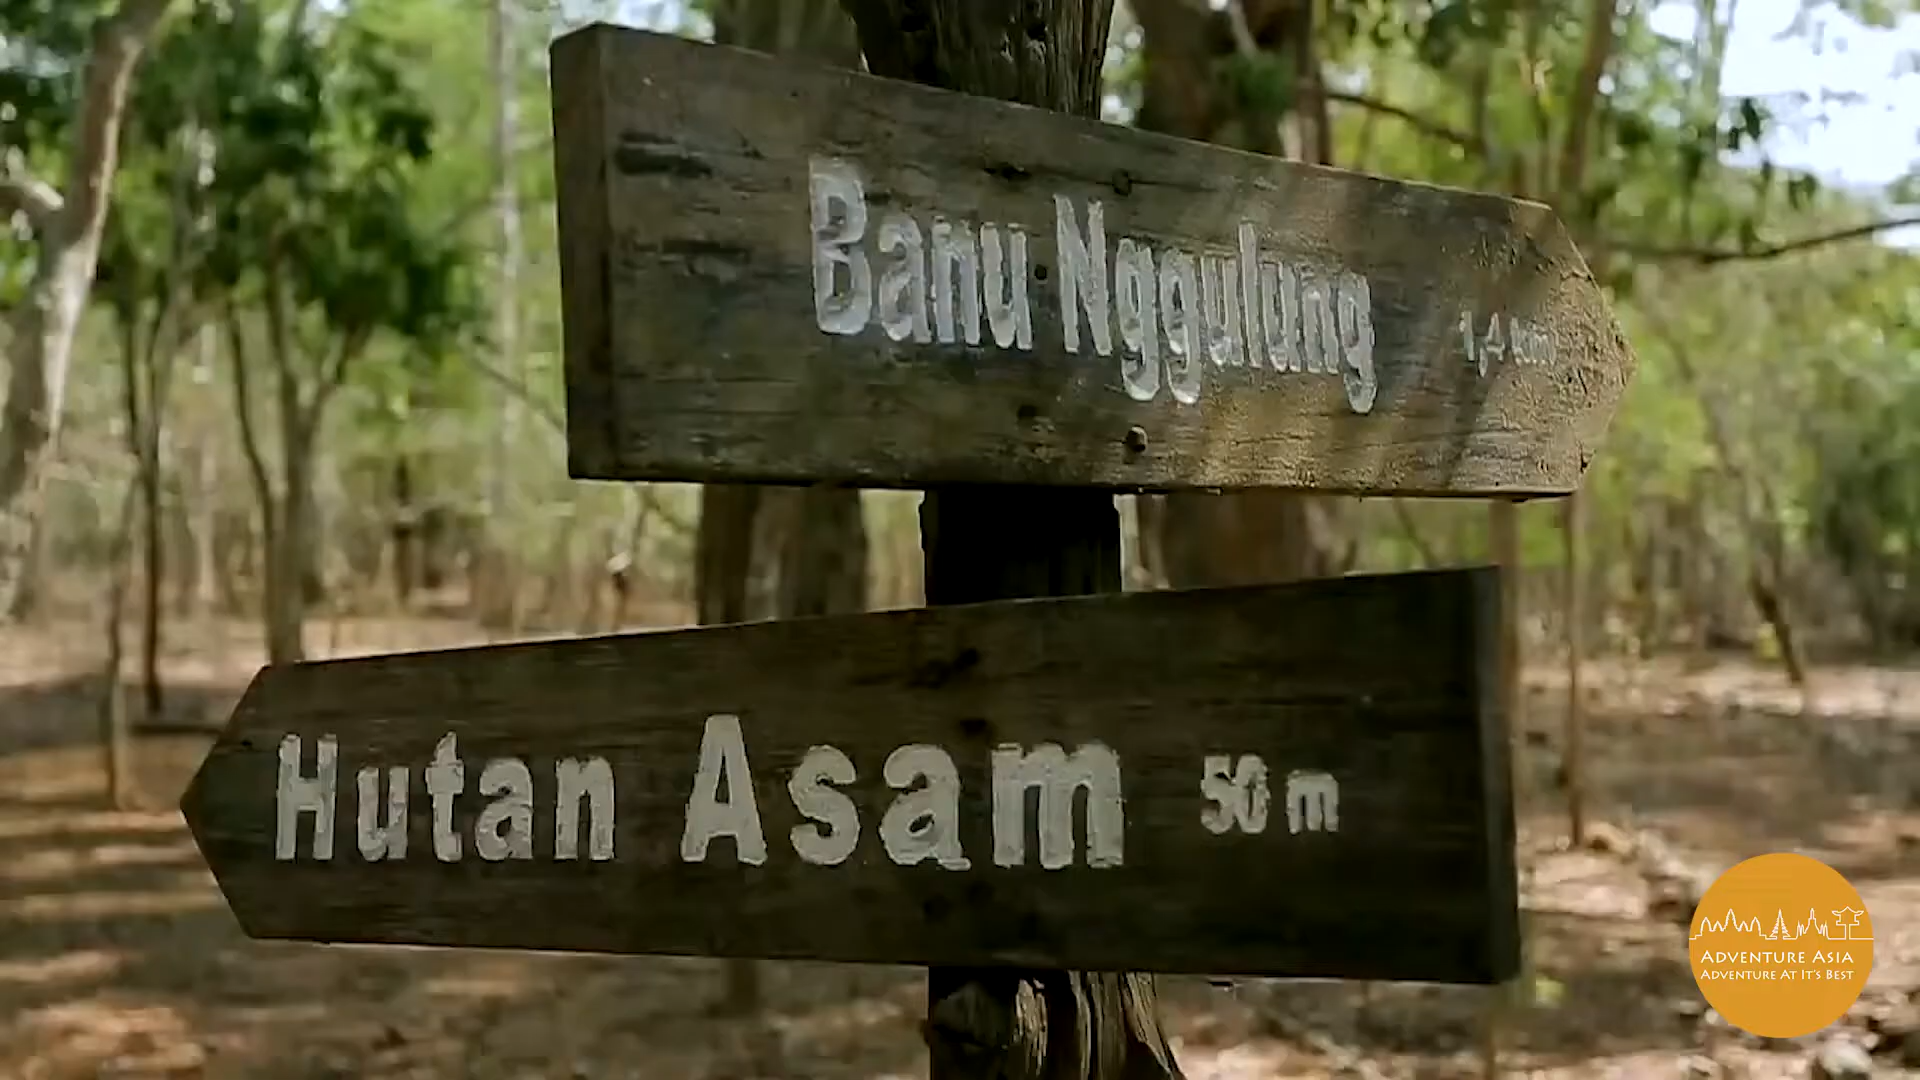 Banu Nggulung 1,4 km
Hutan Asam 50 m
ADVENTURE ASIA
ADVENTURE AT IT'S BEST